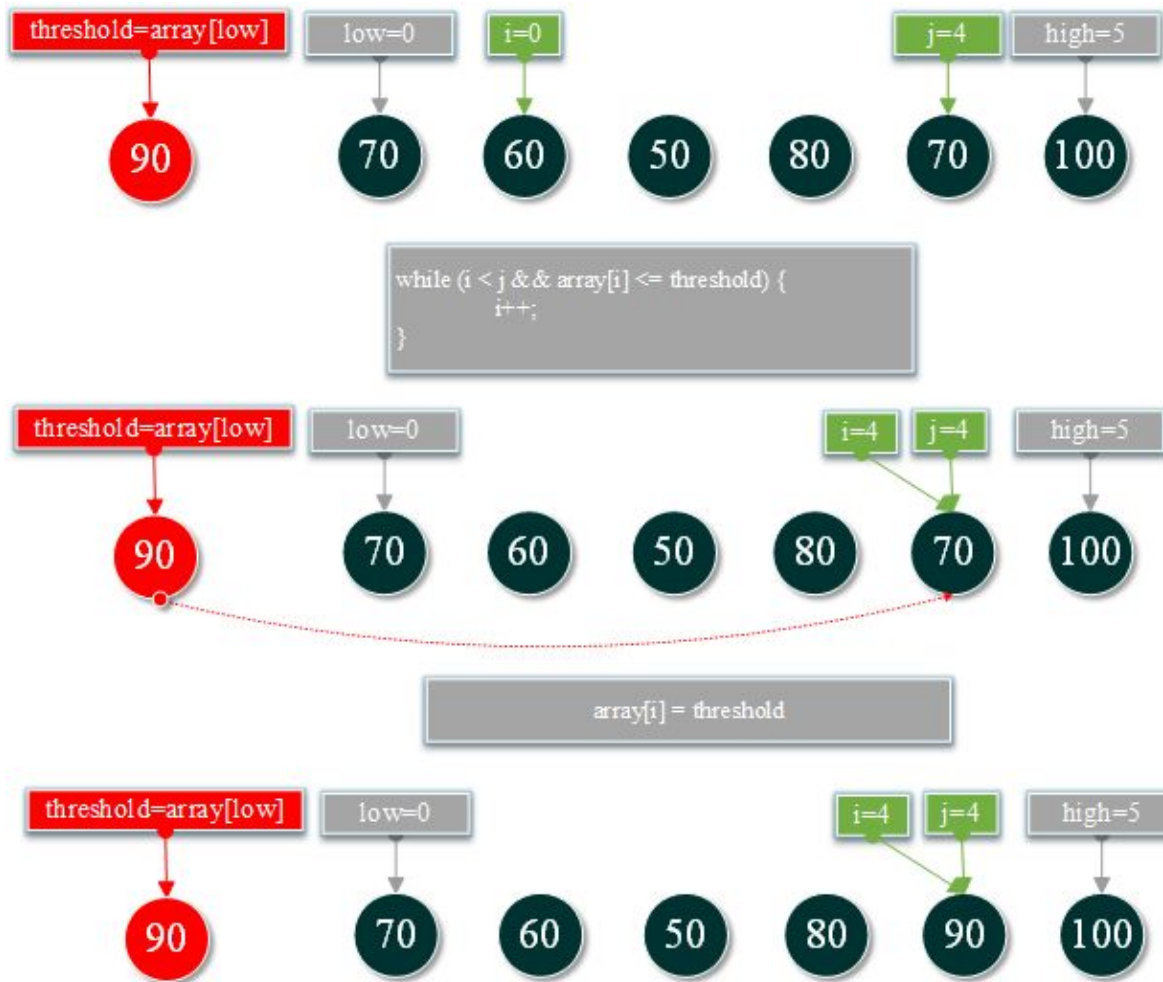 threshold=array[low] low=0 i=0 j=4 high=5
90 70 60 50 80 70 100
while (i < j && array[i] <= threshold) {
i++;
}
threshold=array[low] low=0 i=4 j=4 high=5
90 70 60 50 80 70 100
array[i] = threshold
threshold=array[low] low=0 i=4 j=4 high=5
90 70 60 50 80 90 100